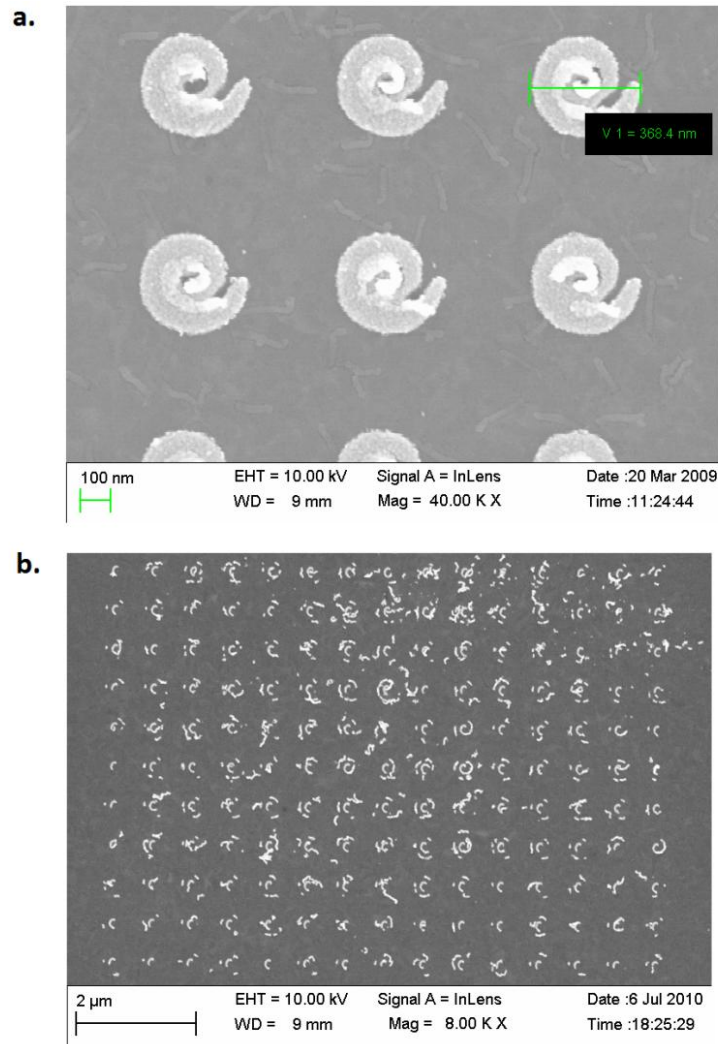 a.
V 1 = 368.4 nm
100 nm
EHT = 10.00 kV Signal A = InLens Date :20 Mar 2009
WD = 9 mm Mag = 40.00 K X Time :11:24:44
b.
2 µm
EHT = 10.00 kV Signal A = InLens Date :6 Jul 2010
WD = 9 mm Mag = 8.00 K X Time :18:25:29